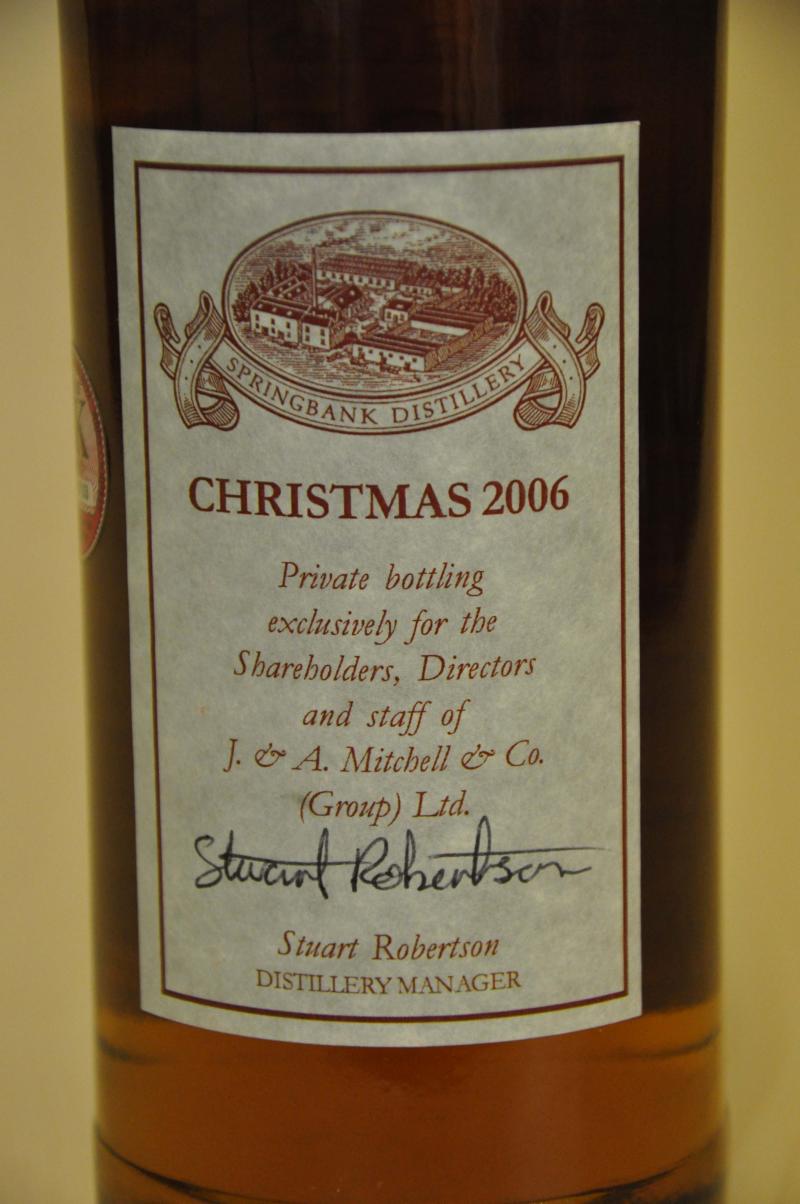 SPRINGBANK DISTILLERY
CHRISTMAS 2006
Private bottling
exclusively for the
Shareholders, Directors
and staff of
J. & A. Mitchell & Co.
(Group) Ltd.
Stuart Robertson
Stuart Robertson
DISTILLERY MANAGER